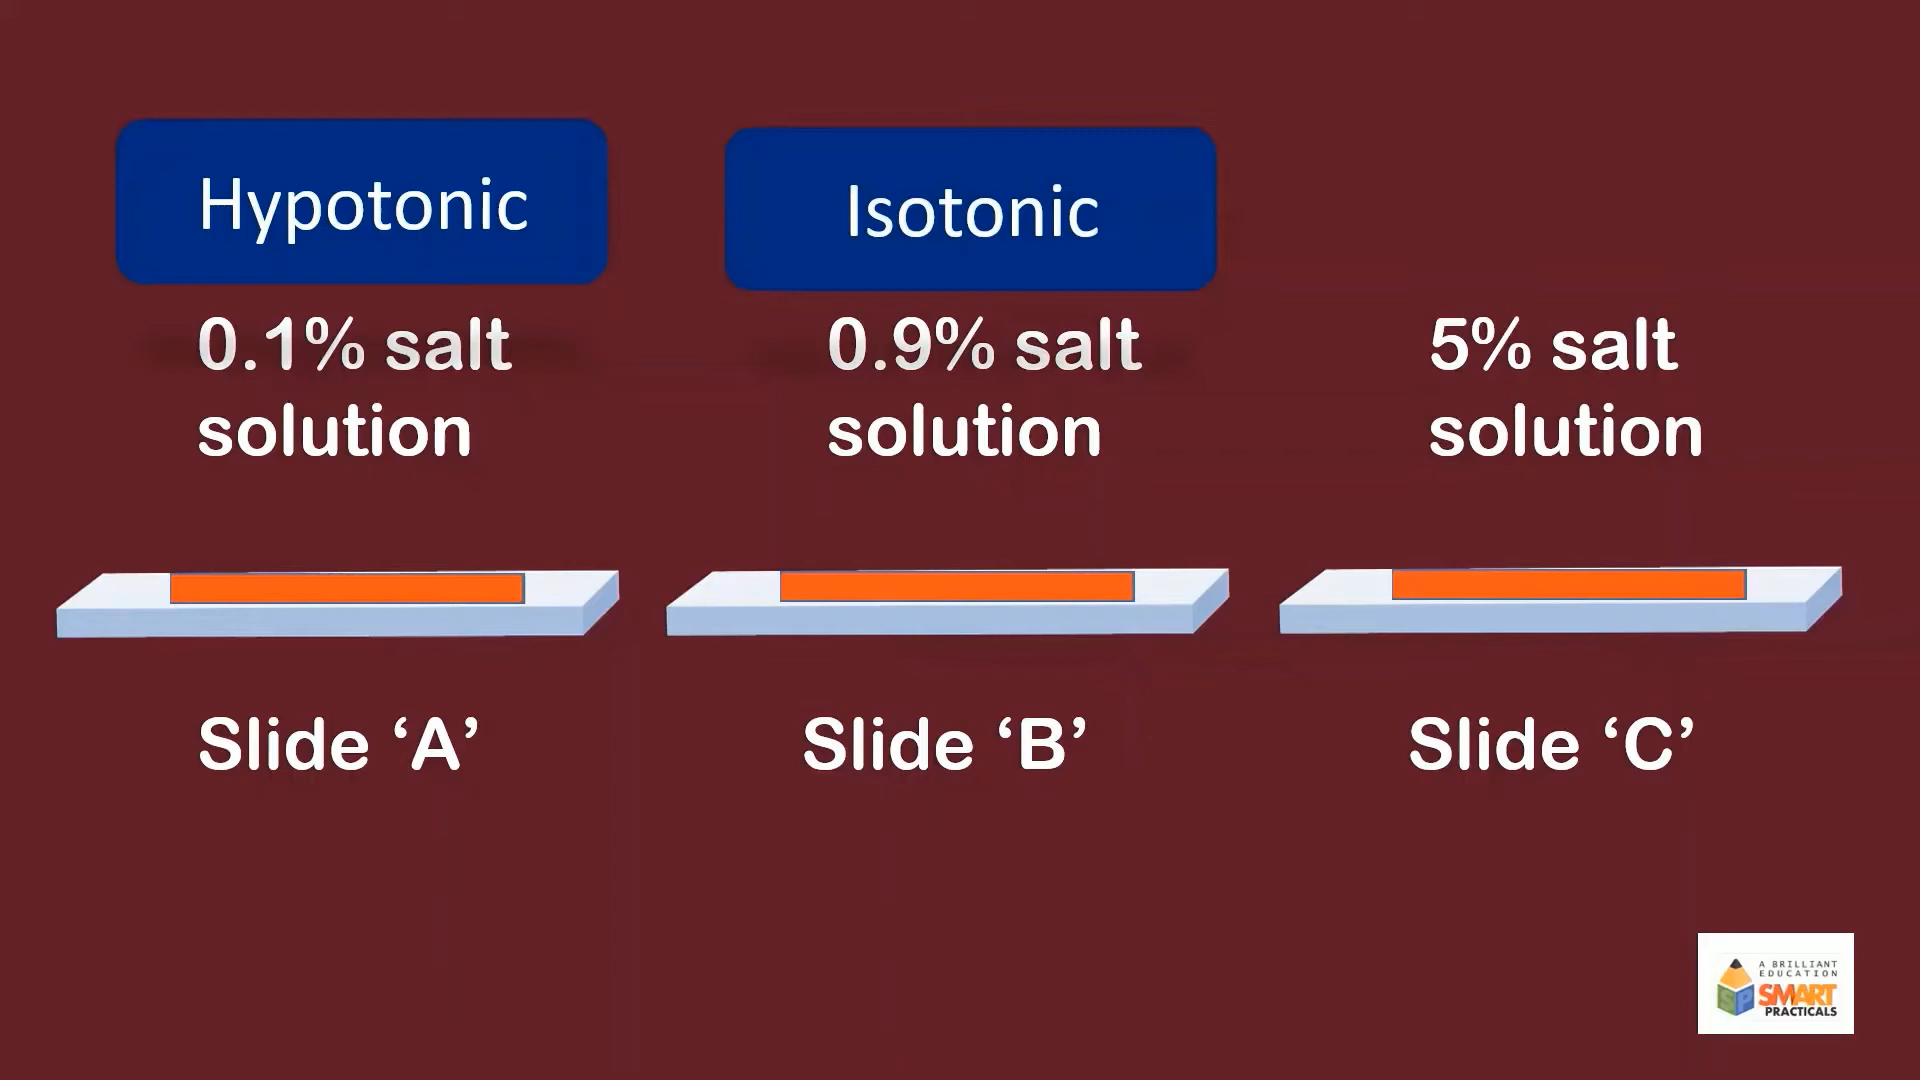 Hypotonic
Isotonic
0.1% salt
solution
0.9% salt
solution
5% salt
solution
Slide ‘A’
Slide ‘B’
Slide ‘C’
A BRILLIANT
EDUCATION
SP
SMART
PRACTICALS